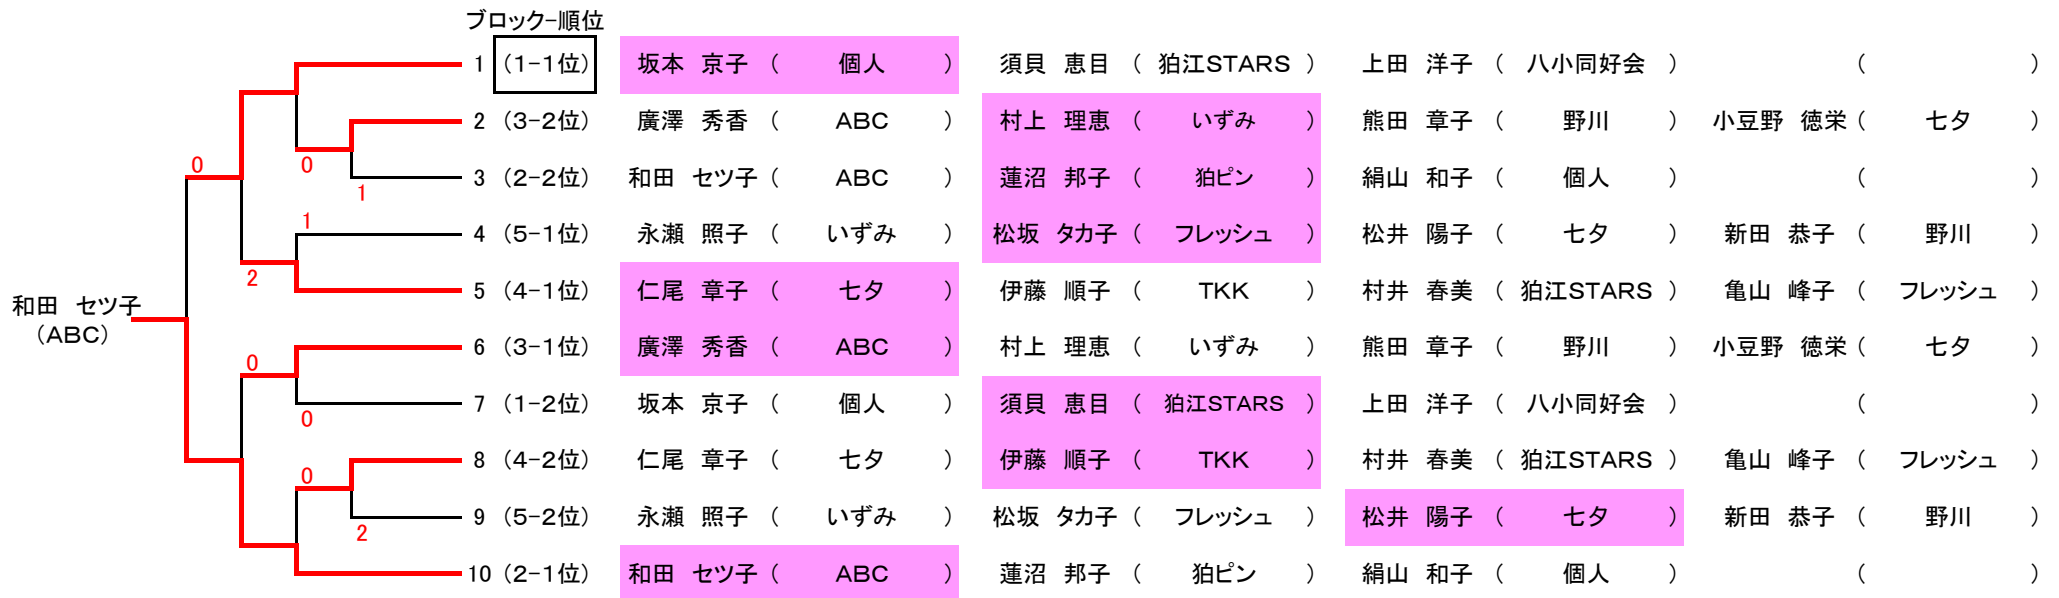 ブロック-順位
1 (1-1位) 坂本 京子 ( 個人 ) 須貝 恵目 ( 狛江STARS ) 上田 洋子 ( 八小同好会 ) ( )
2 (3-2位) 廣澤 秀香 ( ABC ) 村上 理恵 ( いずみ ) 熊田 章子 ( 野川 ) 小豆野 徳栄 ( 七夕 )
0 0
3 (2-2位) 和田 セツ子 ( ABC ) 蓮沼 邦子 ( 狛ピン ) 絹山 和子 ( 個人 ) ( )
1
1
4 (5-1位) 永瀬 照子 ( いずみ ) 松坂 タカ子 ( フレッシュ ) 松井 陽子 ( 七夕 ) 新田 恭子 ( 野川 )
2
5 (4-1位) 仁尾 章子 ( 七夕 ) 伊藤 順子 ( TKK ) 村井 春美 ( 狛江STARS ) 亀山 峰子 ( フレッシュ )
和田 セツ子
(ABC)
6 (3-1位) 廣澤 秀香 ( ABC ) 村上 理恵 ( いずみ ) 熊田 章子 ( 野川 ) 小豆野 徳栄 ( 七夕 )
0
7 (1-2位) 坂本 京子 ( 個人 ) 須貝 恵目 ( 狛江STARS ) 上田 洋子 ( 八小同好会 ) ( )
0
8 (4-2位) 仁尾 章子 ( 七夕 ) 伊藤 順子 ( TKK ) 村井 春美 ( 狛江STARS ) 亀山 峰子 ( フレッシュ )
0
9 (5-2位) 永瀬 照子 ( いずみ ) 松坂 タカ子 ( フレッシュ ) 松井 陽子 ( 七夕 ) 新田 恭子 ( 野川 )
2
10 (2-1位) 和田 セツ子 ( ABC ) 蓮沼 邦子 ( 狛ピン ) 絹山 和子 ( 個人 ) ( )